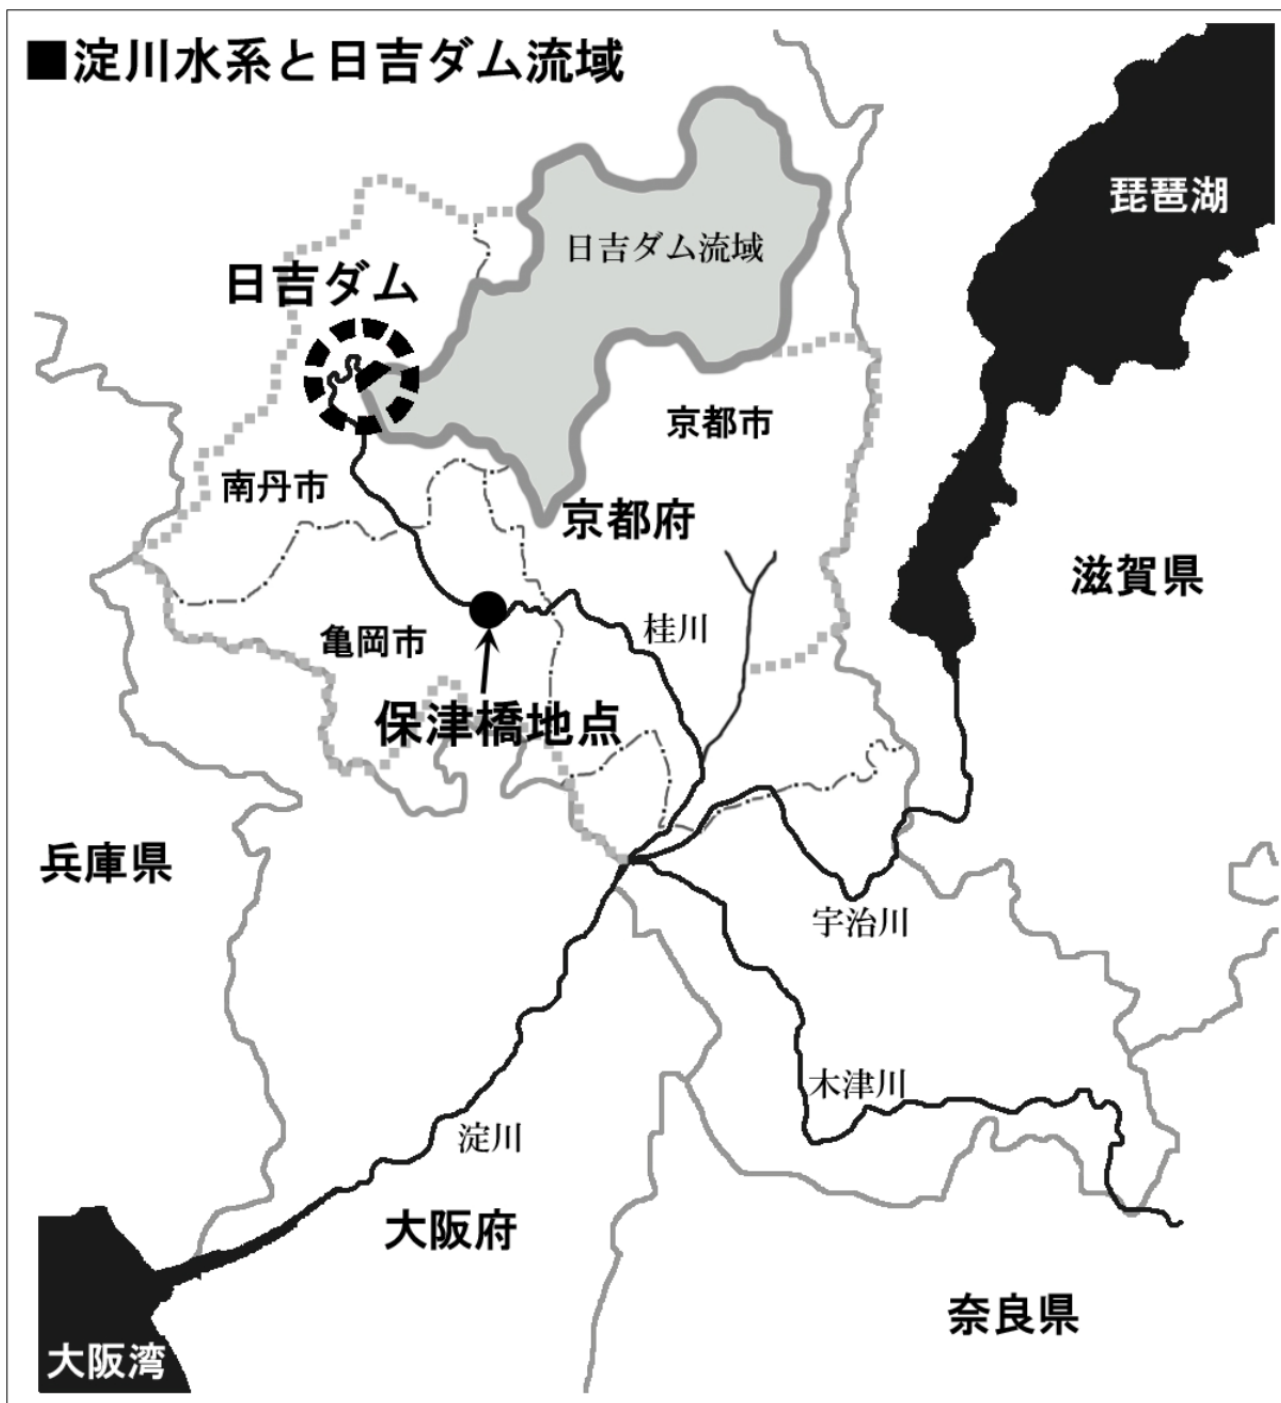 ■淀川水系と日吉ダム流域
琵琶湖
日吉ダム流域
日吉ダム
京都市
南丹市
京都府
滋賀県
桂川
亀岡市
保津橋地点
兵庫県
宇治川
木津川
淀川
大阪府
奈良県
大阪湾